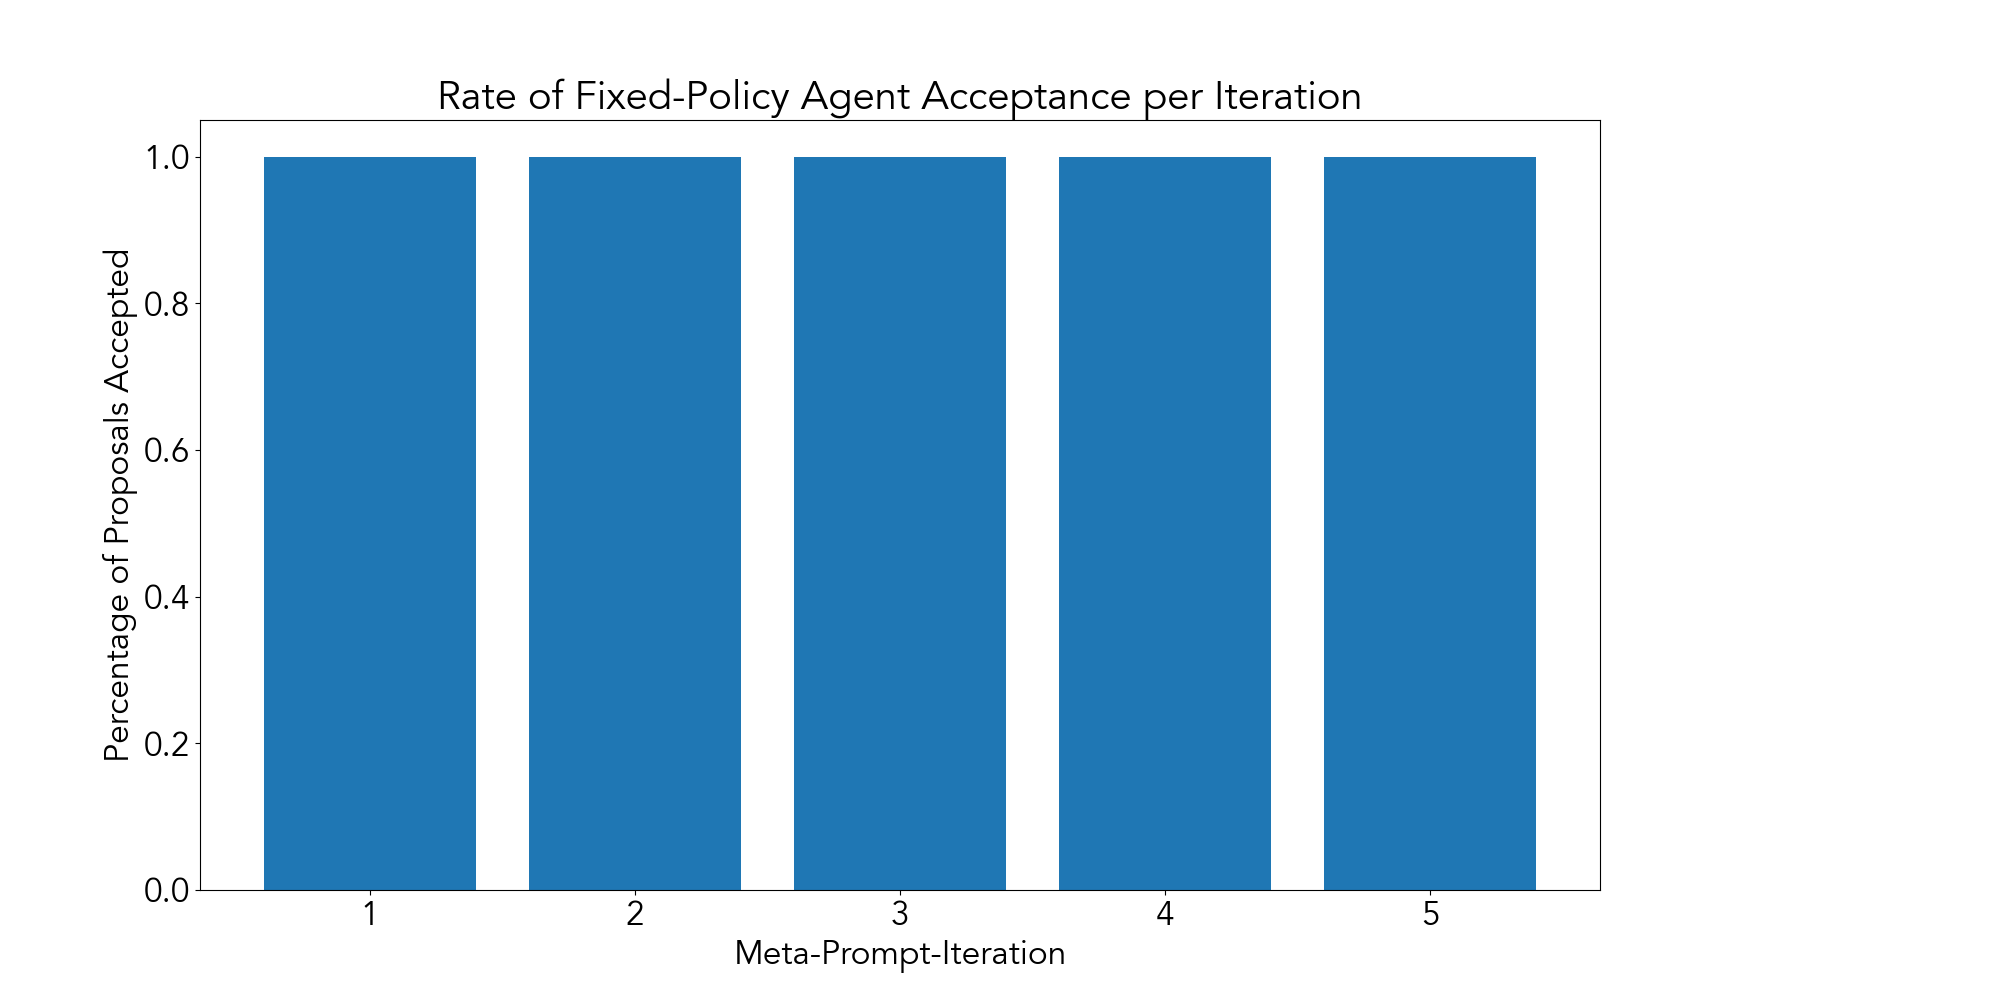 Rate of Fixed-Policy Agent Acceptance per Iteration
Percentage of Proposals Accepted
1.0
0.8
0.6
0.4
0.2
0.0
1 2 3 4 5
Meta-Prompt-Iteration